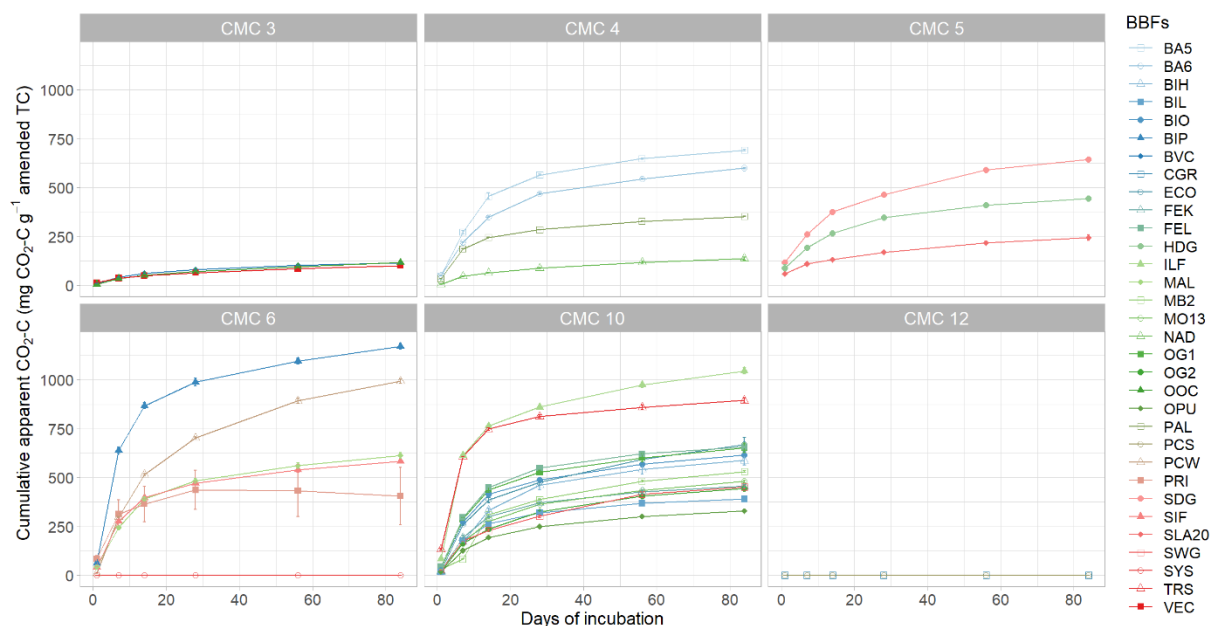 CMC 3
CMC 4
CMC 5
CMC 6
CMC 10
CMC 12
Cumulative apparent CO₂-C (mg CO₂-C g⁻¹ amended TC)
1000
750
500
250
0
1000
750
500
250
0
0 20 40 60 80
0 20 40 60 80
0 20 40 60 80
Days of incubation
BBFs
BA5
BA6
BIH
BIL
BIO
BIP
BVC
CGR
ECO
FEK
FEL
HDG
ILF
MAL
MB2
MO13
NAD
OG1
OG2
OOC
OPU
PAL
PCS
PCW
PRI
SDG
SIF
SLA20
SWG
SYS
TRS
VEC